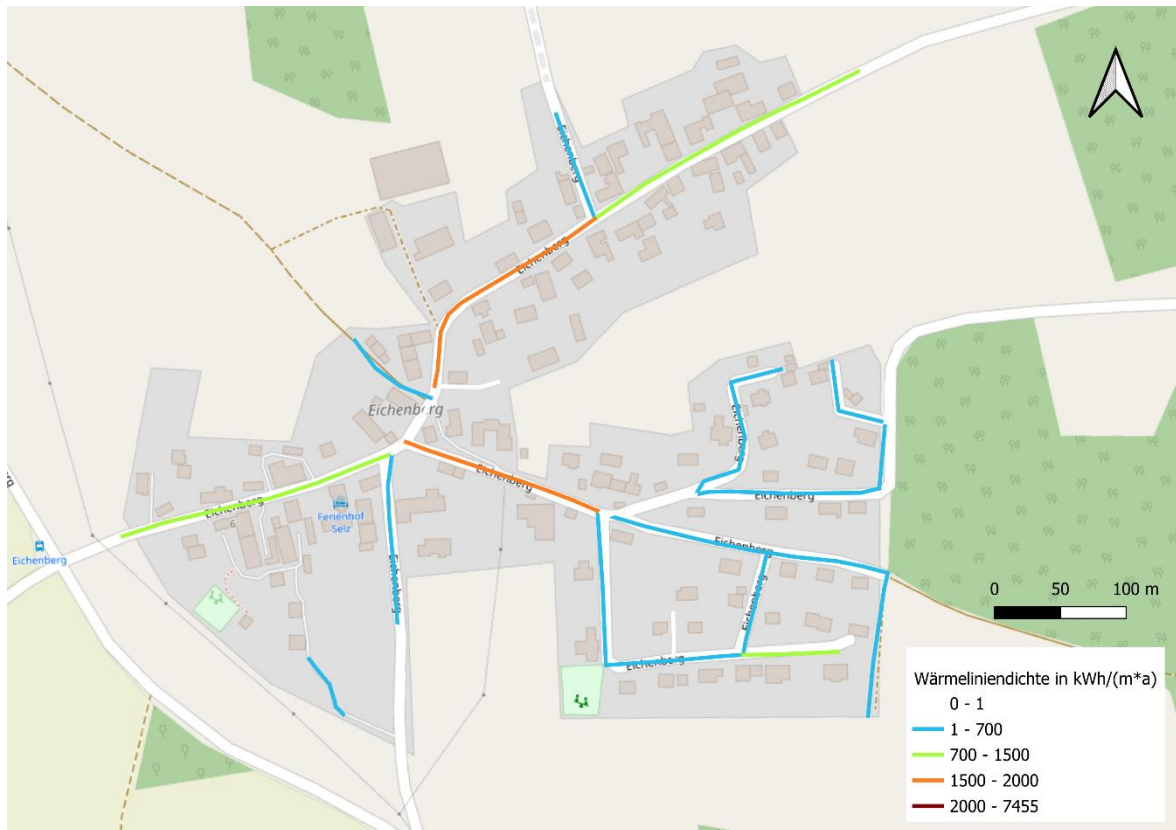 Eichenberg
Eichenberg
Eichenberg
Eichenberg
Eichenberg
Eichenberg
Eichenberg
6
Ferienhof
Selz
Eichenberg
Eichenberg
Eichenberg
Eichenberg
Eichenberg
0 50 100 m
Wärmeliniendichte in kWh/(m*a)
0 - 1
1 - 700
700 - 1500
1500 - 2000
2000 - 7455